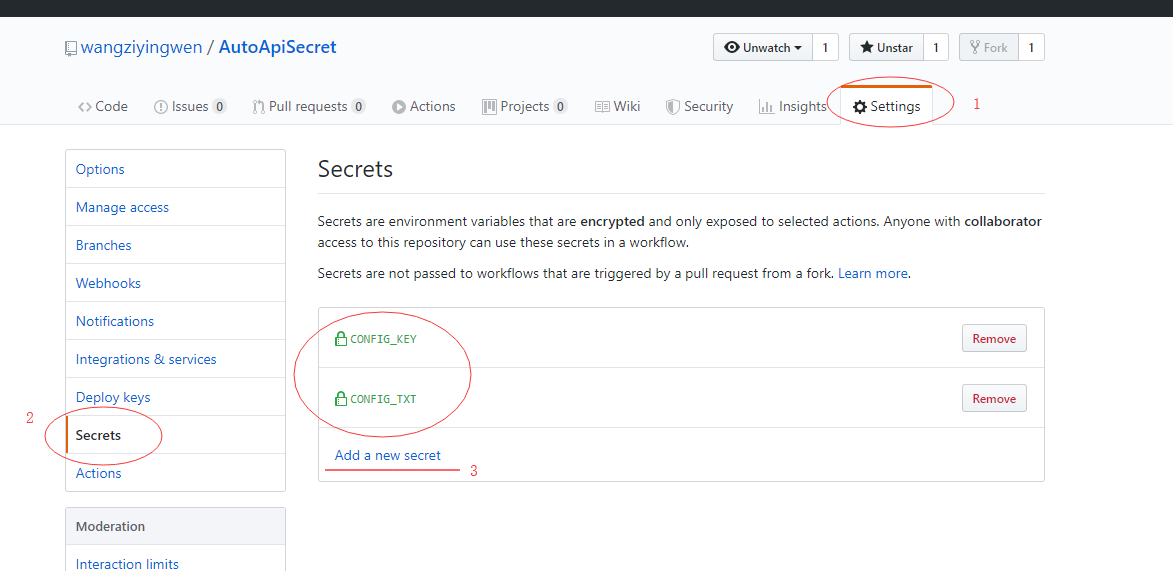 wangziyingwen / AutoApiSecret
Unwatch 1 Unstar 1 Fork 1
Code Issues 0 Pull requests 0 Actions Projects 0 Wiki Security Insights Settings 1
Options
Manage access
Branches
Webhooks
Notifications
Integrations & services
Deploy keys
2
Secrets
Actions
Moderation
Interaction limits
Secrets
Secrets are environment variables that are encrypted and only exposed to selected actions. Anyone with collaborator
access to this repository can use these secrets in a workflow.
Secrets are not passed to workflows that are triggered by a pull request from a fork. Learn more.
CONFIG_KEY Remove
CONFIG_TXT Remove
Add a new secret 3